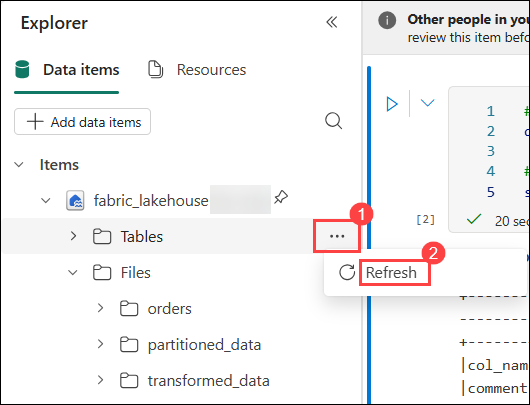 Explorer
Other people in you
review this item befo
Data items
Resources
Add data items
Items
fabric_lakehouse
1
Tables
...
2
Refresh
Files
orders
partitioned_data
transformed_data
1 #
2
3
4 #
5 s
[2]
20 sec
+-------
--------
+-------
|col_nam
|comment